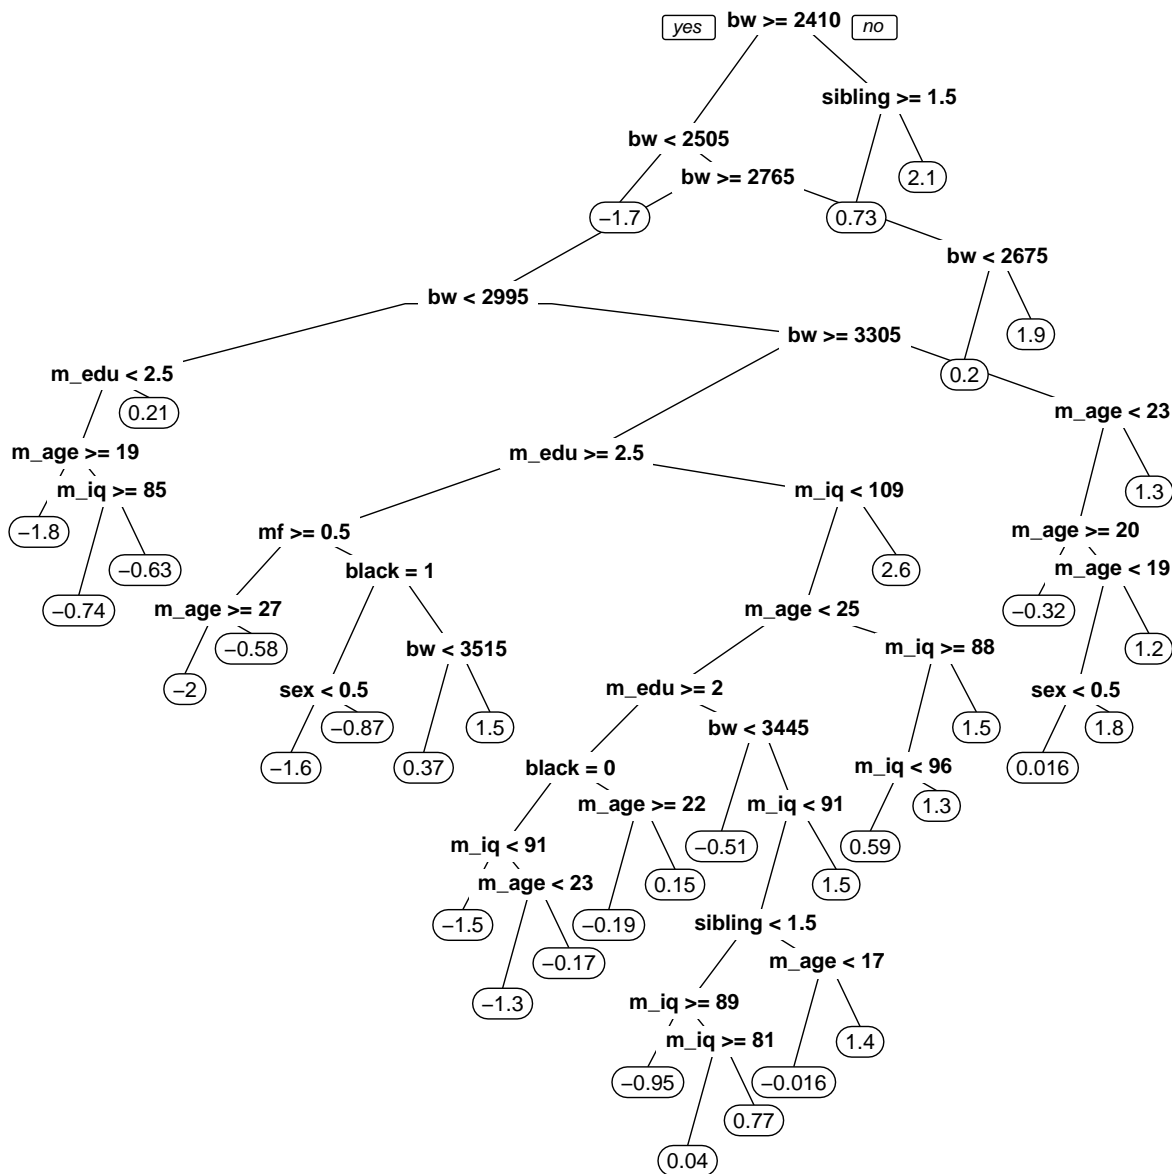 yes bw >= 2410 no
sibling >= 1.5
bw < 2505
bw >= 2765
2.1
−1.7
0.73
bw < 2675
bw < 2995
1.9
bw >= 3305
m_edu < 2.5
0.2
0.21
m_age < 23
m_age >= 19
m_edu >= 2.5
m_iq >= 85
m_iq < 109
1.3
−1.8
mf >= 0.5
m_age >= 20
−0.63
black = 1
2.6
m_age < 19
−0.74
m_age >= 27
m_age < 25
−0.32
−0.58
bw < 3515
m_iq >= 88
1.2
−2
sex < 0.5
m_edu >= 2
sex < 0.5
−0.87
1.5
bw < 3445
1.5
1.8
−1.6
0.37
black = 0
m_iq < 96
0.016
m_age >= 22
m_iq < 91
1.3
m_iq < 91
−0.51
0.59
m_age < 23
0.15
1.5
−1.5
−0.19
sibling < 1.5
−0.17
m_age < 17
−1.3
m_iq >= 89
m_iq >= 81
1.4
−0.95
−0.016
0.77
0.04